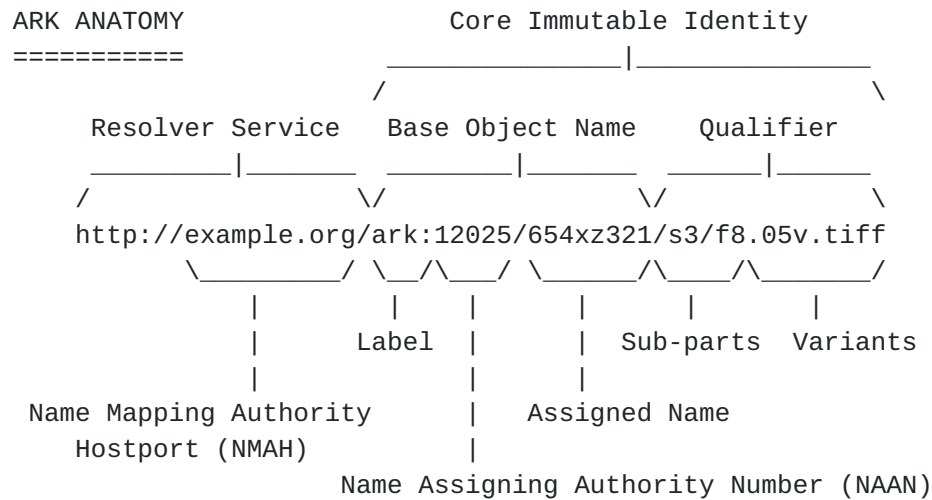 ARK ANATOMY Core Immutable Identity
===========
Resolver Service Base Object Name Qualifier
http://example.org/ark:12025/654xz321/s3/f8.05v.tiff
Label Sub-parts Variants
Name Mapping Authority Assigned Name
Hostport (NMAH)
Name Assigning Authority Number (NAAN)